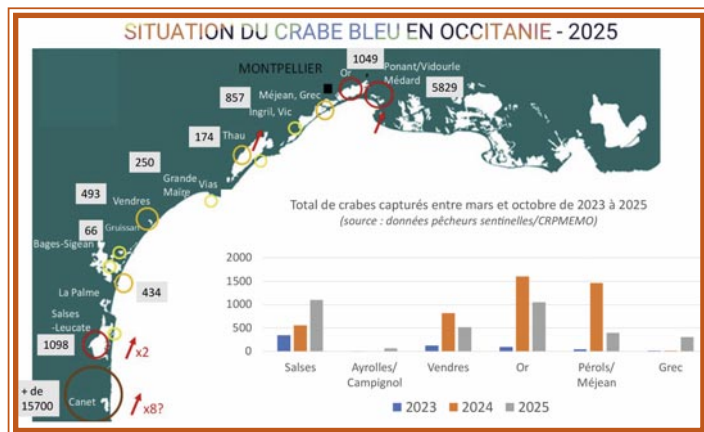 SITUATION DU CRABE BLEU EN OCCITANIE - 2025
1049
MONTPELLIER
Or
Ponant/Vidourle
Médard
5829
857
Méjean, Grec
Ingril, Vic
174
Thau
250
Grande
Maïre
Vias
493
Vendres
66
Gruissan
Bages-Sigean
La Palme
434
Salses
-Leucate
1098
x2
+ de
15700
Canet
x8?
Total de crabes capturés entre mars et octobre de 2023 à 2025
(source : données pêcheurs sentinelles/CRPMEMO)
2000
1500
1000
500
0
Salses
Ayrolles/
Campignol
Vendres
Or
Pérols/
Méjean
Grec
2023
2024
2025